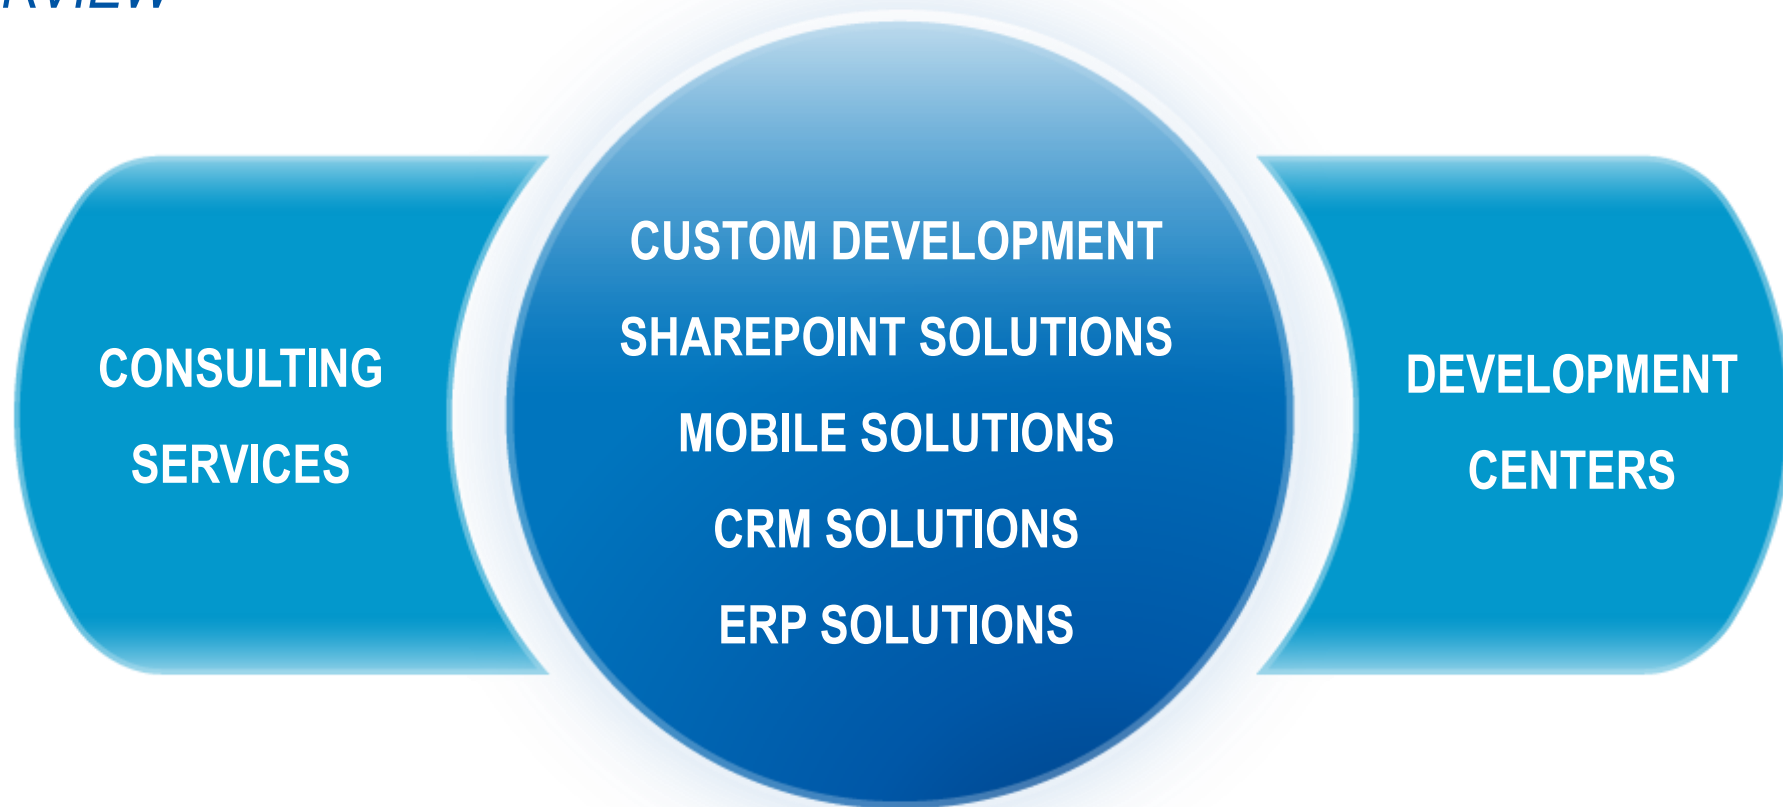 CONSULTING
SERVICES
CUSTOM DEVELOPMENT
SHAREPOINT SOLUTIONS
MOBILE SOLUTIONS
CRM SOLUTIONS
ERP SOLUTIONS
DEVELOPMENT
CENTERS